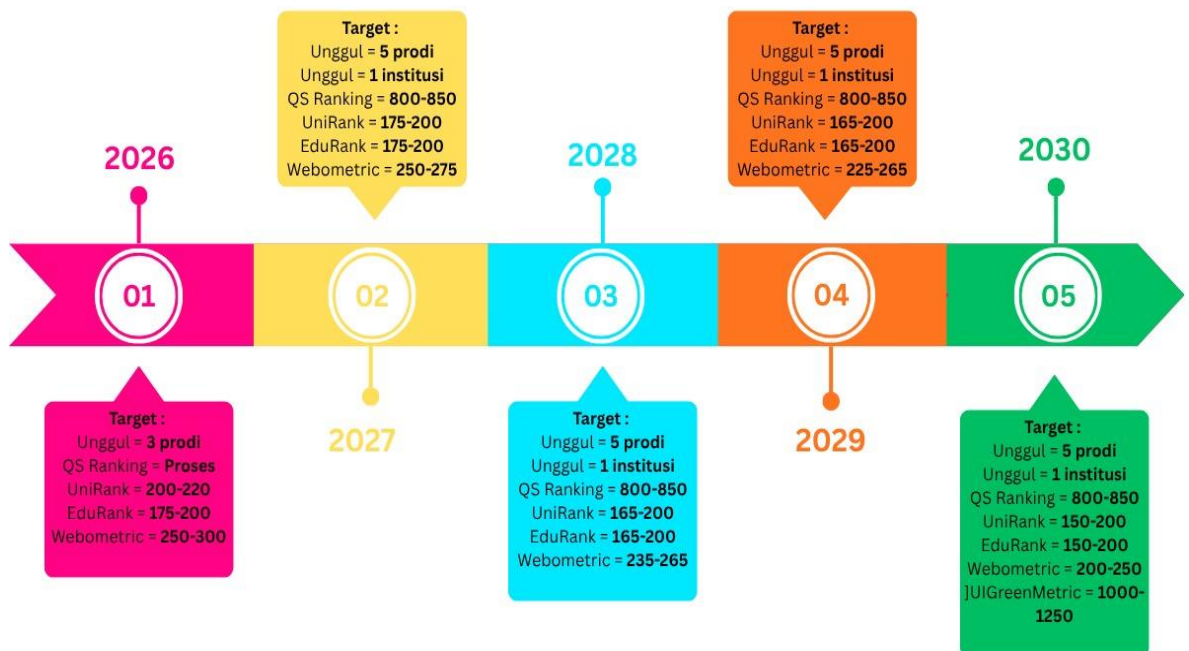 2026
01
Target :
Unggul = 3 prodi
QS Ranking = Proses
UniRank = 200-220
EduRank = 175-200
Webometric = 250-300
Target :
Unggul = 5 prodi
Unggul = 1 institusi
QS Ranking = 800-850
UniRank = 175-200
EduRank = 175-200
Webometric = 250-275
02
2027
2028
03
Target :
Unggul = 5 prodi
Unggul = 1 institusi
QS Ranking = 800-850
UniRank = 165-200
EduRank = 165-200
Webometric = 235-265
Target :
Unggul = 5 prodi
Unggul = 1 institusi
QS Ranking = 800-850
UniRank = 165-200
EduRank = 165-200
Webometric = 225-265
04
2029
2030
05
Target :
Unggul = 5 prodi
Unggul = 1 institusi
QS Ranking = 800-850
UniRank = 150-200
EduRank = 150-200
Webometric = 200-250
]UIGreenMetric = 1000-
1250